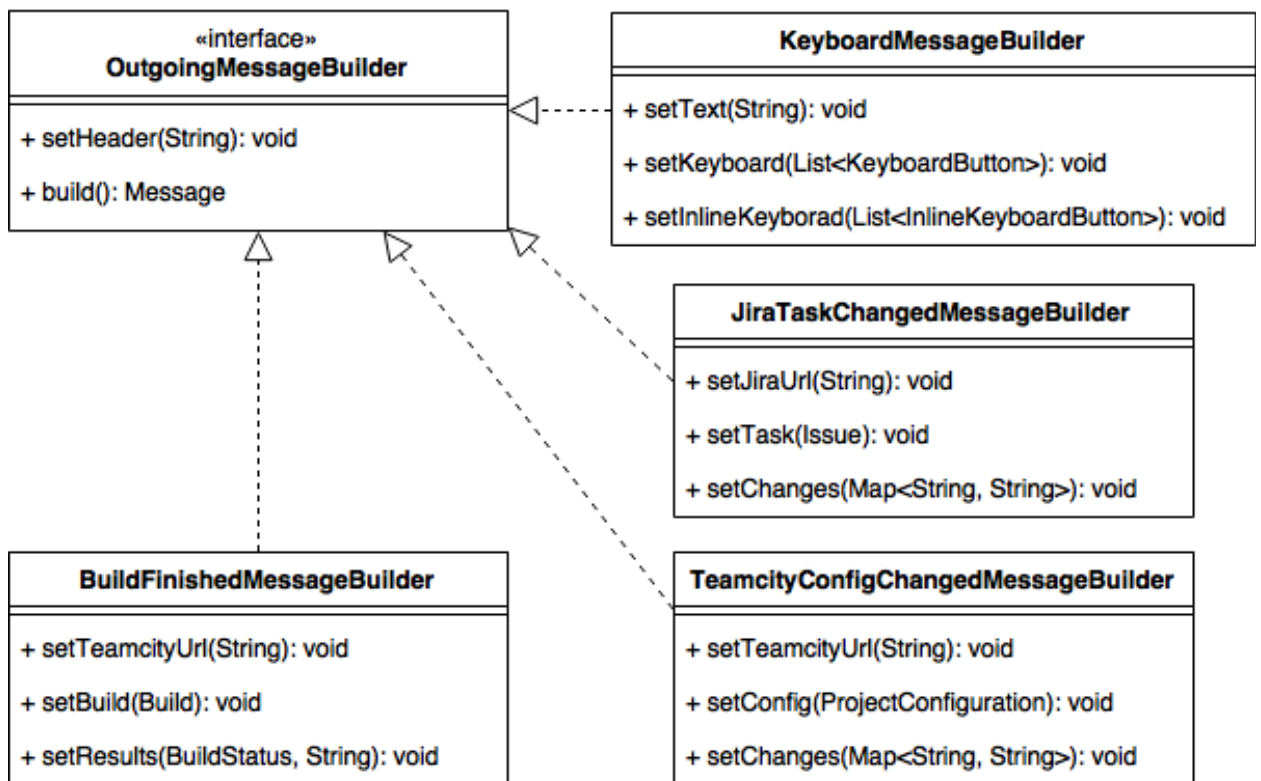 «interface»
OutgoingMessageBuilder
+ setHeader(String): void
+ build(): Message
KeyboardMessageBuilder
+ setText(String): void
+ setKeyboard(List<KeyboardButton>): void
+ setInlineKeyborad(List<InlineKeyboardButton>): void
JiraTaskChangedMessageBuilder
+ setJiraUrl(String): void
+ setTask(Issue): void
+ setChanges(Map<String, String>): void
BuildFinishedMessageBuilder
+ setTeamcityUrl(String): void
+ setBuild(Build): void
+ setResults(BuildStatus, String): void
TeamcityConfigChangedMessageBuilder
+ setTeamcityUrl(String): void
+ setConfig(ProjectConfiguration): void
+ setChanges(Map<String, String>): void